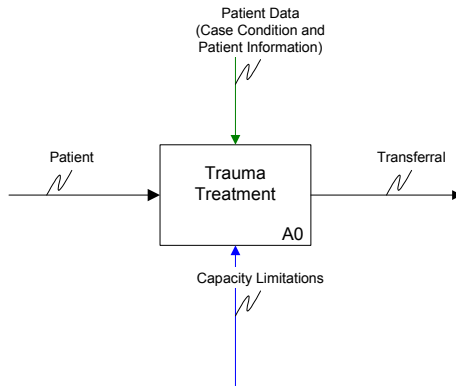 Patient Data
(Case Condition and
Patient Information)
Patient
Trauma
Treatment
A0
Transferral
Capacity Limitations